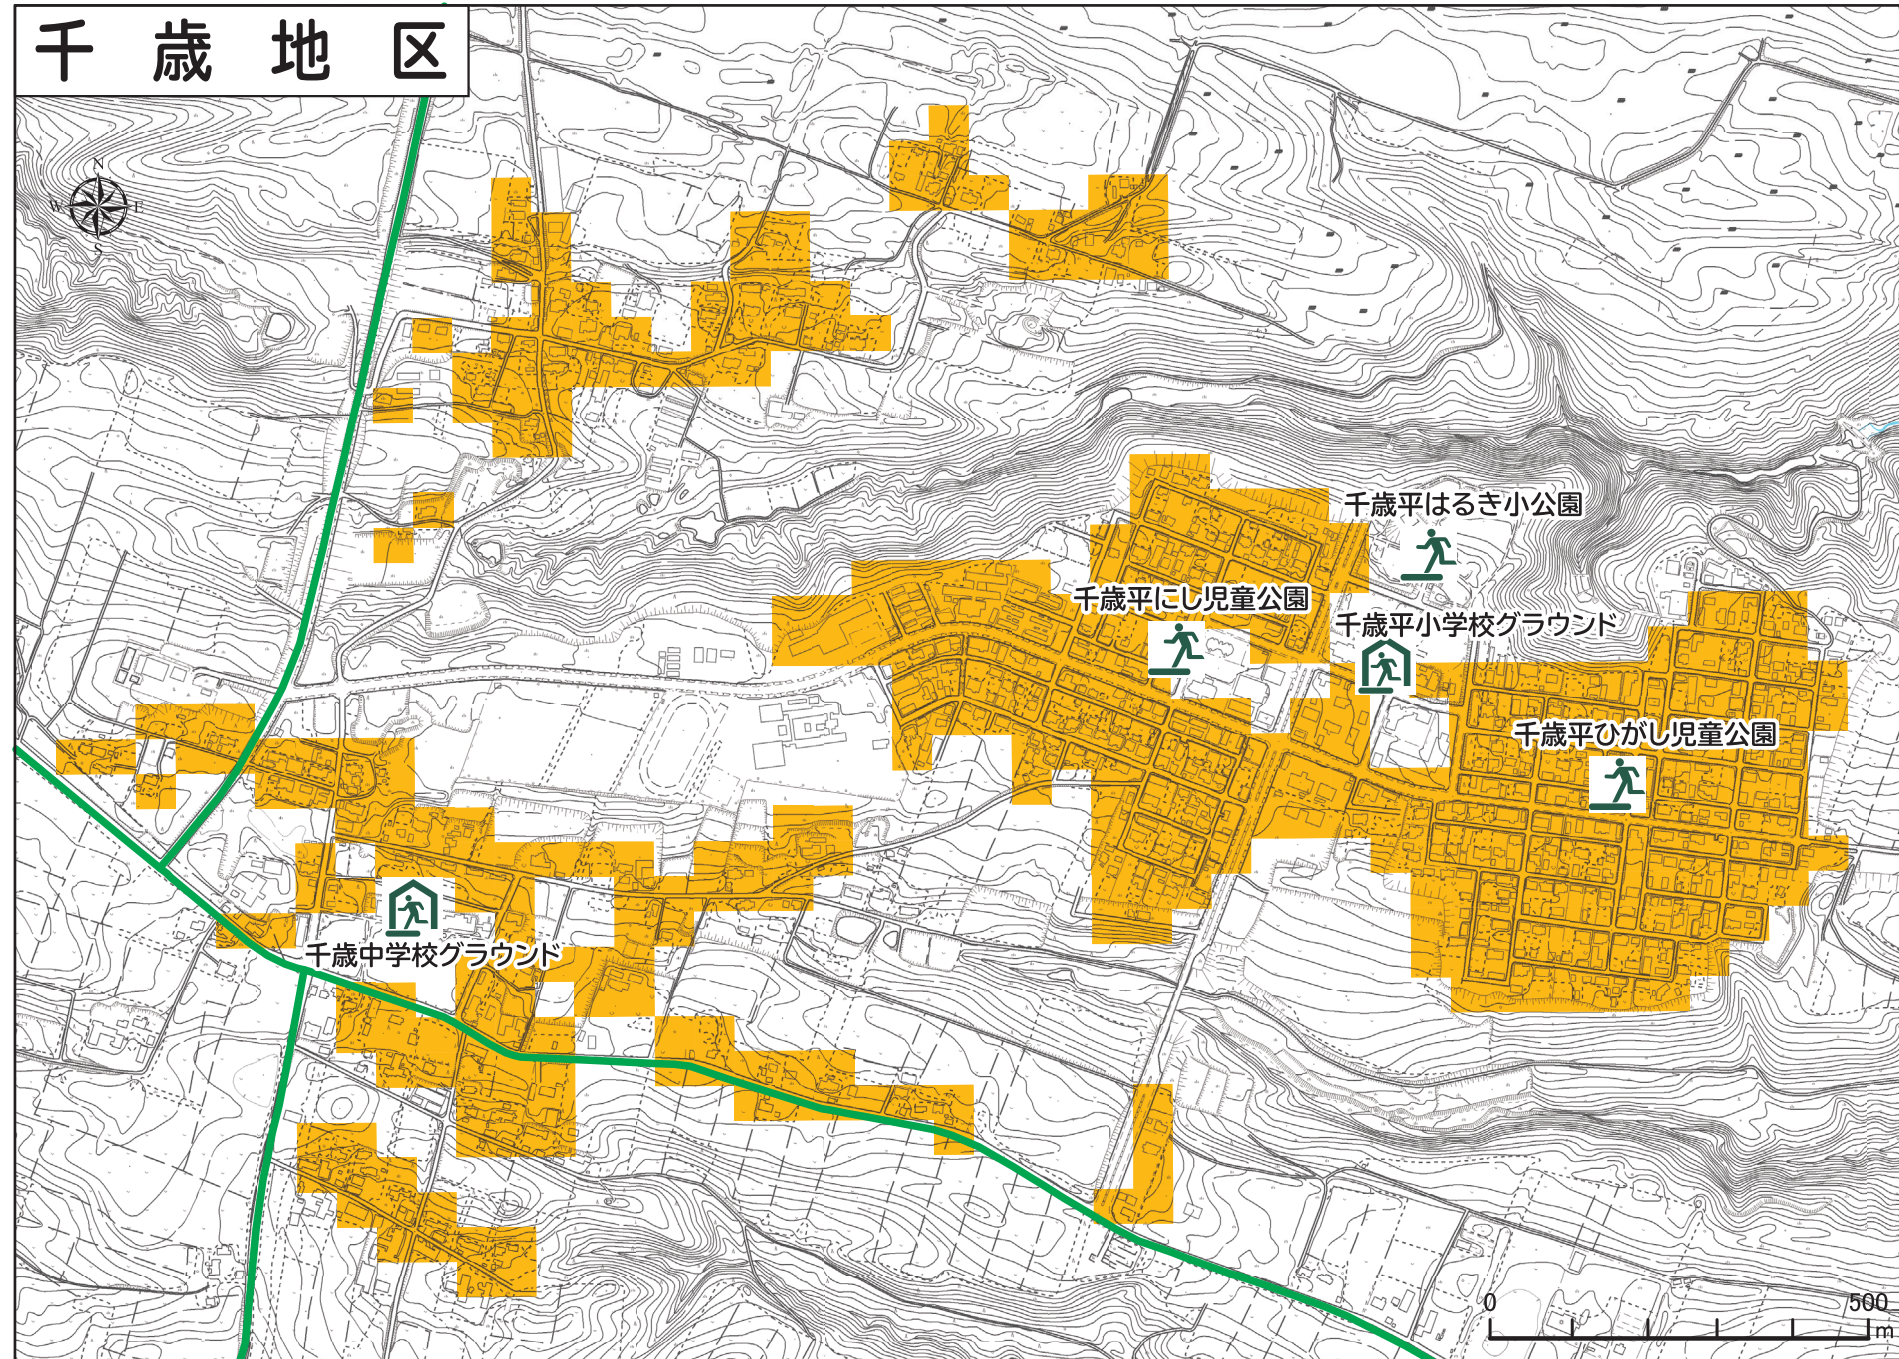 千歳地区
N
W E
S
千歳平はるき小公園
千歳平にし児童公園
千歳平小学校グラウンド
千歳平ひがし児童公園
千歳中学校グラウンド
0 500
m